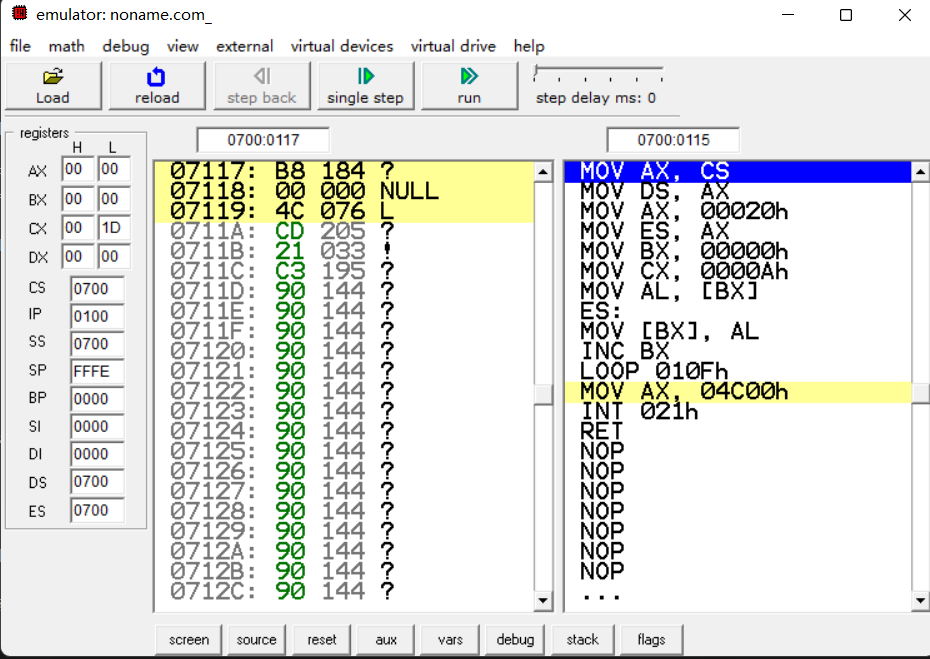 emulator: noname.com_
file math debug view external virtual devices virtual drive help
Load reload step back single step run step delay ms: 0
registers
H L
AX 00 00
BX 00 00
CX 00 1D
DX 00 00
CS 0700
IP 0100
SS 0700
SP FFFE
BP 0000
SI 0000
DI 0000
DS 0700
ES 0700
0700:0117
07117: B8 184 ?
07118: 00 000 NULL
07119: 4C 076 L
0711A: CD 205 ?
0711B: 21 033 !
0711C: C3 195 ?
0711D: 90 144 ?
0711E: 90 144 ?
0711F: 90 144 ?
07120: 90 144 ?
07121: 90 144 ?
07122: 90 144 ?
07123: 90 144 ?
07124: 90 144 ?
07125: 90 144 ?
07126: 90 144 ?
07127: 90 144 ?
07128: 90 144 ?
07129: 90 144 ?
0712A: 90 144 ?
0712B: 90 144 ?
0712C: 90 144 ?
0700:0115
MOV AX, CS
MOV DS, AX
MOV AX, 00020h
MOV ES, AX
MOV BX, 00000h
MOV CX, 0000Ah
MOV AL, [BX]
ES:
MOV [BX], AL
INC BX
LOOP 010Fh
MOV AX, 04C00h
INT 021h
RET
NOP
NOP
NOP
NOP
NOP
NOP
NOP
...
screen source reset aux vars debug stack flags